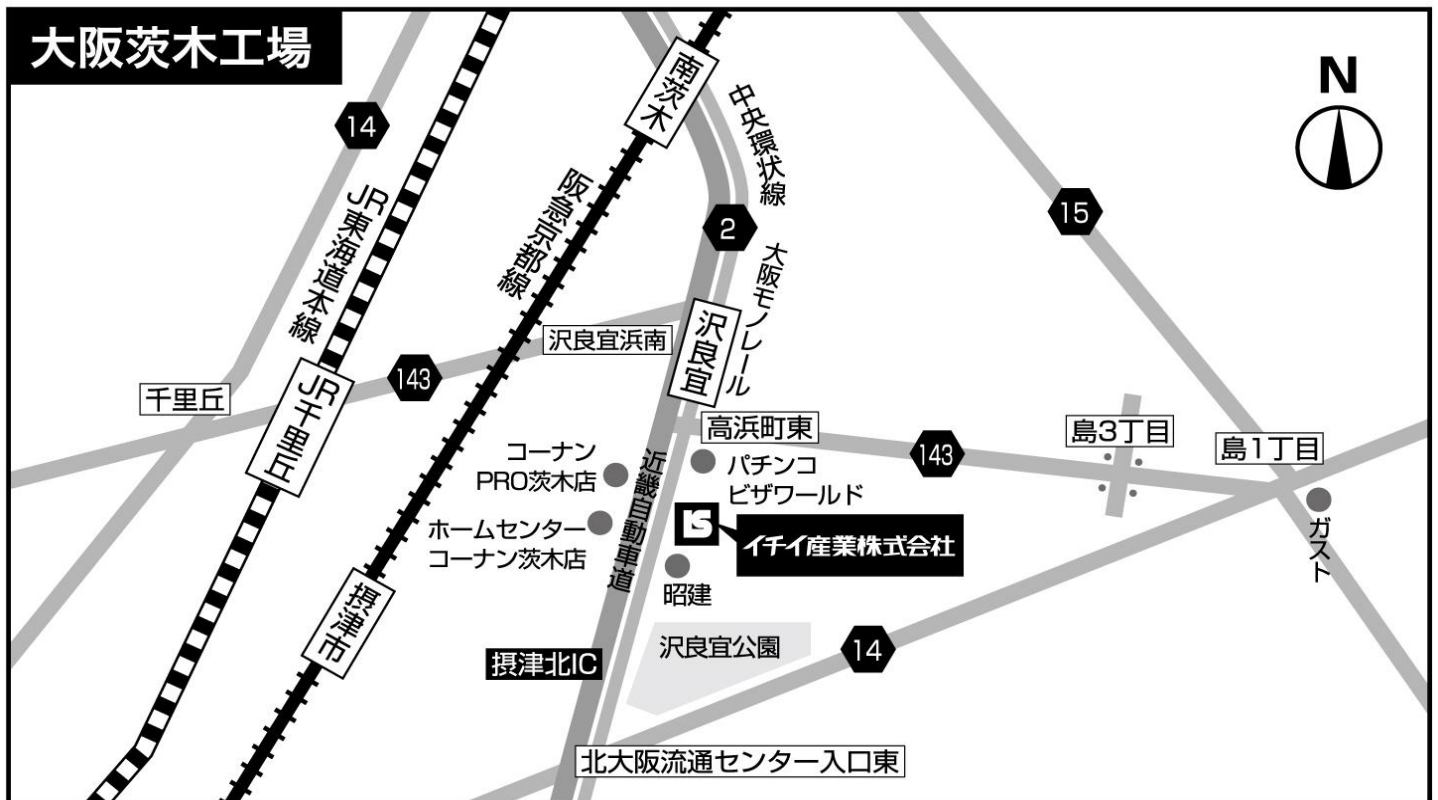 大阪茨木工場
N
14
南茨木
中央環状線
JR東海道本線
阪急京都線
2
15
大阪モノレール
沢良宜浜南
沢良宜
143
千里丘
JR千里丘
高浜町東
島3丁目
島1丁目
143
コーナン
PRO茨木店
近畿自動車道
パチンコ
ビザワールド
ホームセンター
コーナン茨木店
IS
イチイ産業株式会社
ガスト
昭建
摂津市
沢良宜公園
摂津北IC
14
北大阪流通センター入口東